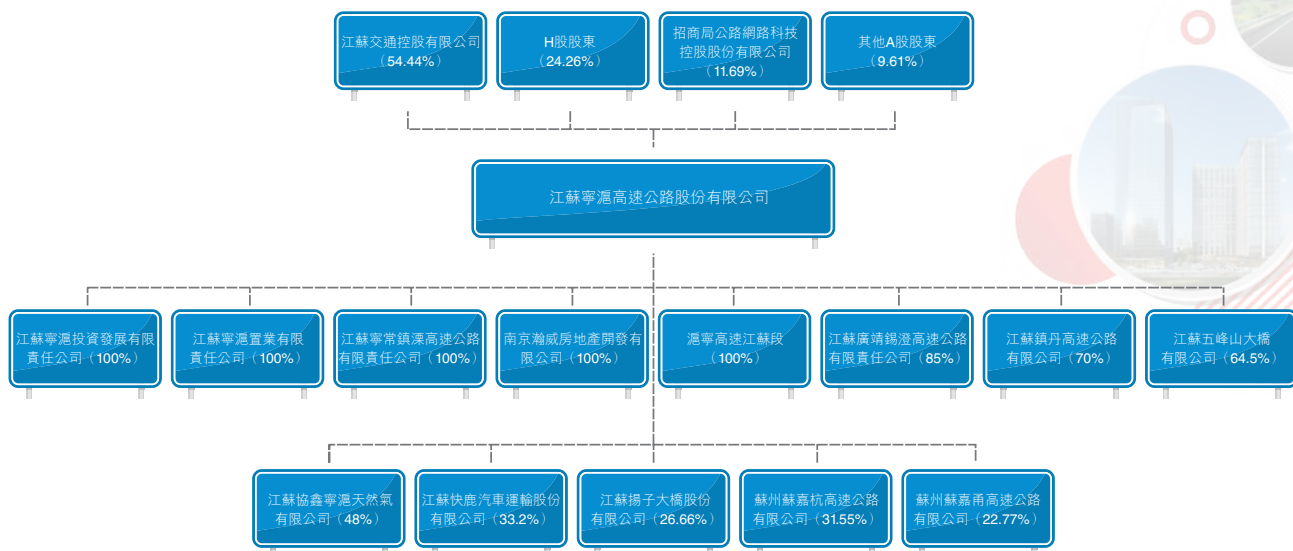 江蘇交通控股有限公司
（54.44%）
H股股東
（24.26%）
招商局公路網路科技
控股股份有限公司
（11.69%）
其他A股股東
（9.61%）
江蘇寧滬高速公路股份有限公司
江蘇寧滬投資發展有限
責任公司（100%）
江蘇寧滬置業有限
責任公司（100%）
江蘇寧常鎮溧高速公路
有限責任公司（100%）
南京瀚威房地產開發有
限公司（100%）
滬寧高速江蘇段
（100%）
江蘇廣靖錫澄高速公路
有限責任公司（85%）
江蘇鎮丹高速公路
有限公司（70%）
江蘇五峰山大橋
有限公司（64.5%）
江蘇協鑫寧滬天然氣
有限公司（48%）
江蘇快鹿汽車運輸股份
有限公司（33.2%）
江蘇揚子大橋股份
有限公司（26.66%）
蘇州蘇嘉杭高速公路
有限公司（31.55%）
蘇州蘇嘉甬高速公路
有限公司（22.77%）